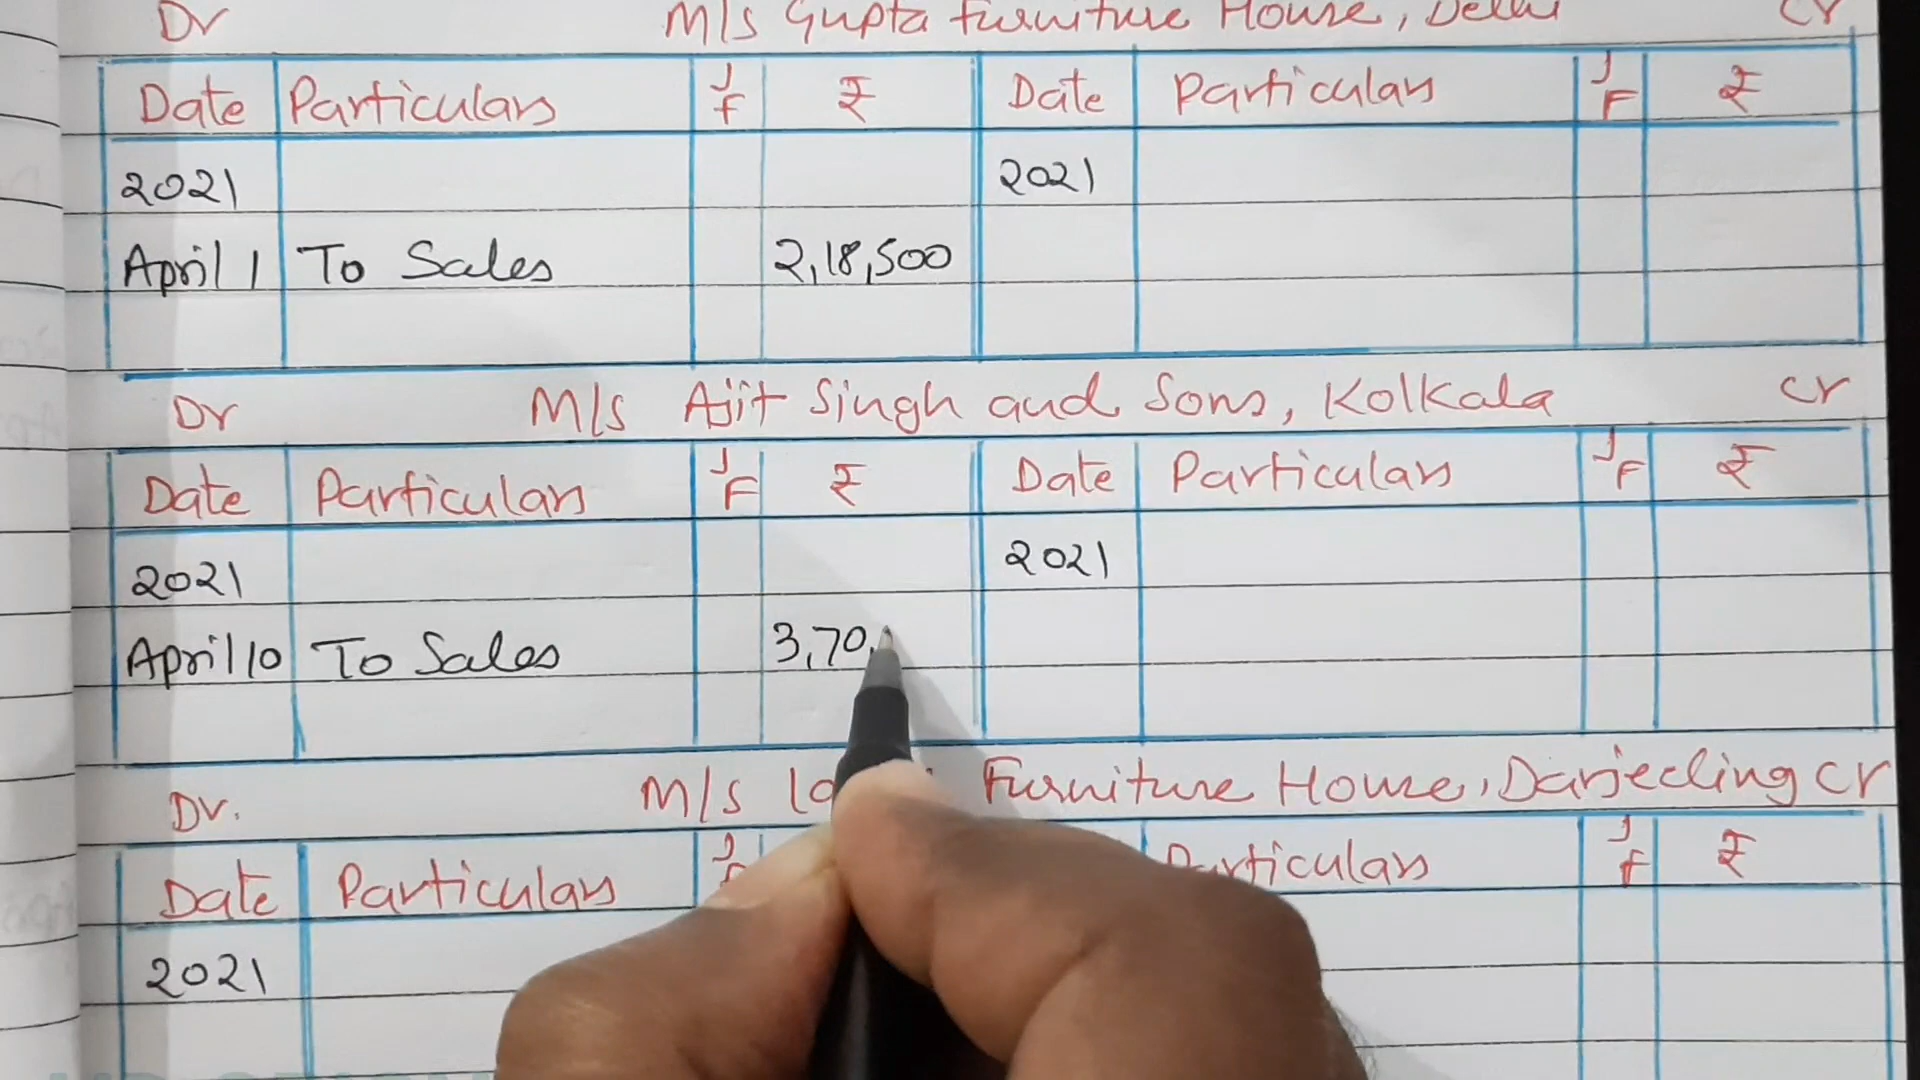 Dr M/s Gupta Furniture House, Delhi Cr
Date Particulars J F ₹ Date Particulars J F ₹
2021 2021
April 1 To Sales 2,18,500
Dr M/s Ajit Singh and Sons, Kolkala Cr
Date Particulars J F ₹ Date Particulars J F ₹
2021 2021
April 10 To Sales 3,70,
Dr. M/s Furniture House, Darjeeling Cr
Date Particulars J Particulars J F ₹
2021